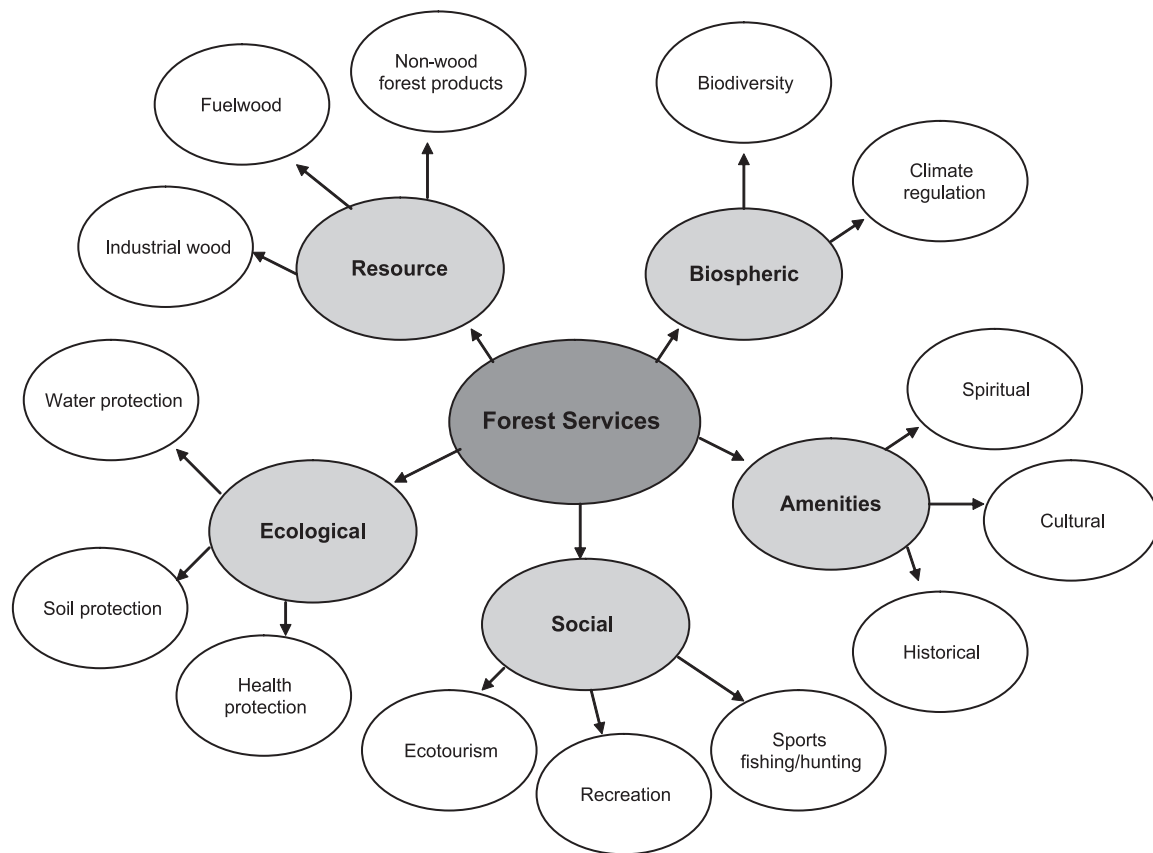 Non-wood
forest products
Fuelwood
Industrial wood
Resource
Biodiversity
Climate
regulation
Biospheric
Forest Services
Spiritual
Cultural
Historical
Amenities
Water protection
Soil protection
Health
protection
Ecological
Social
Ecotourism
Recreation
Sports
fishing/hunting